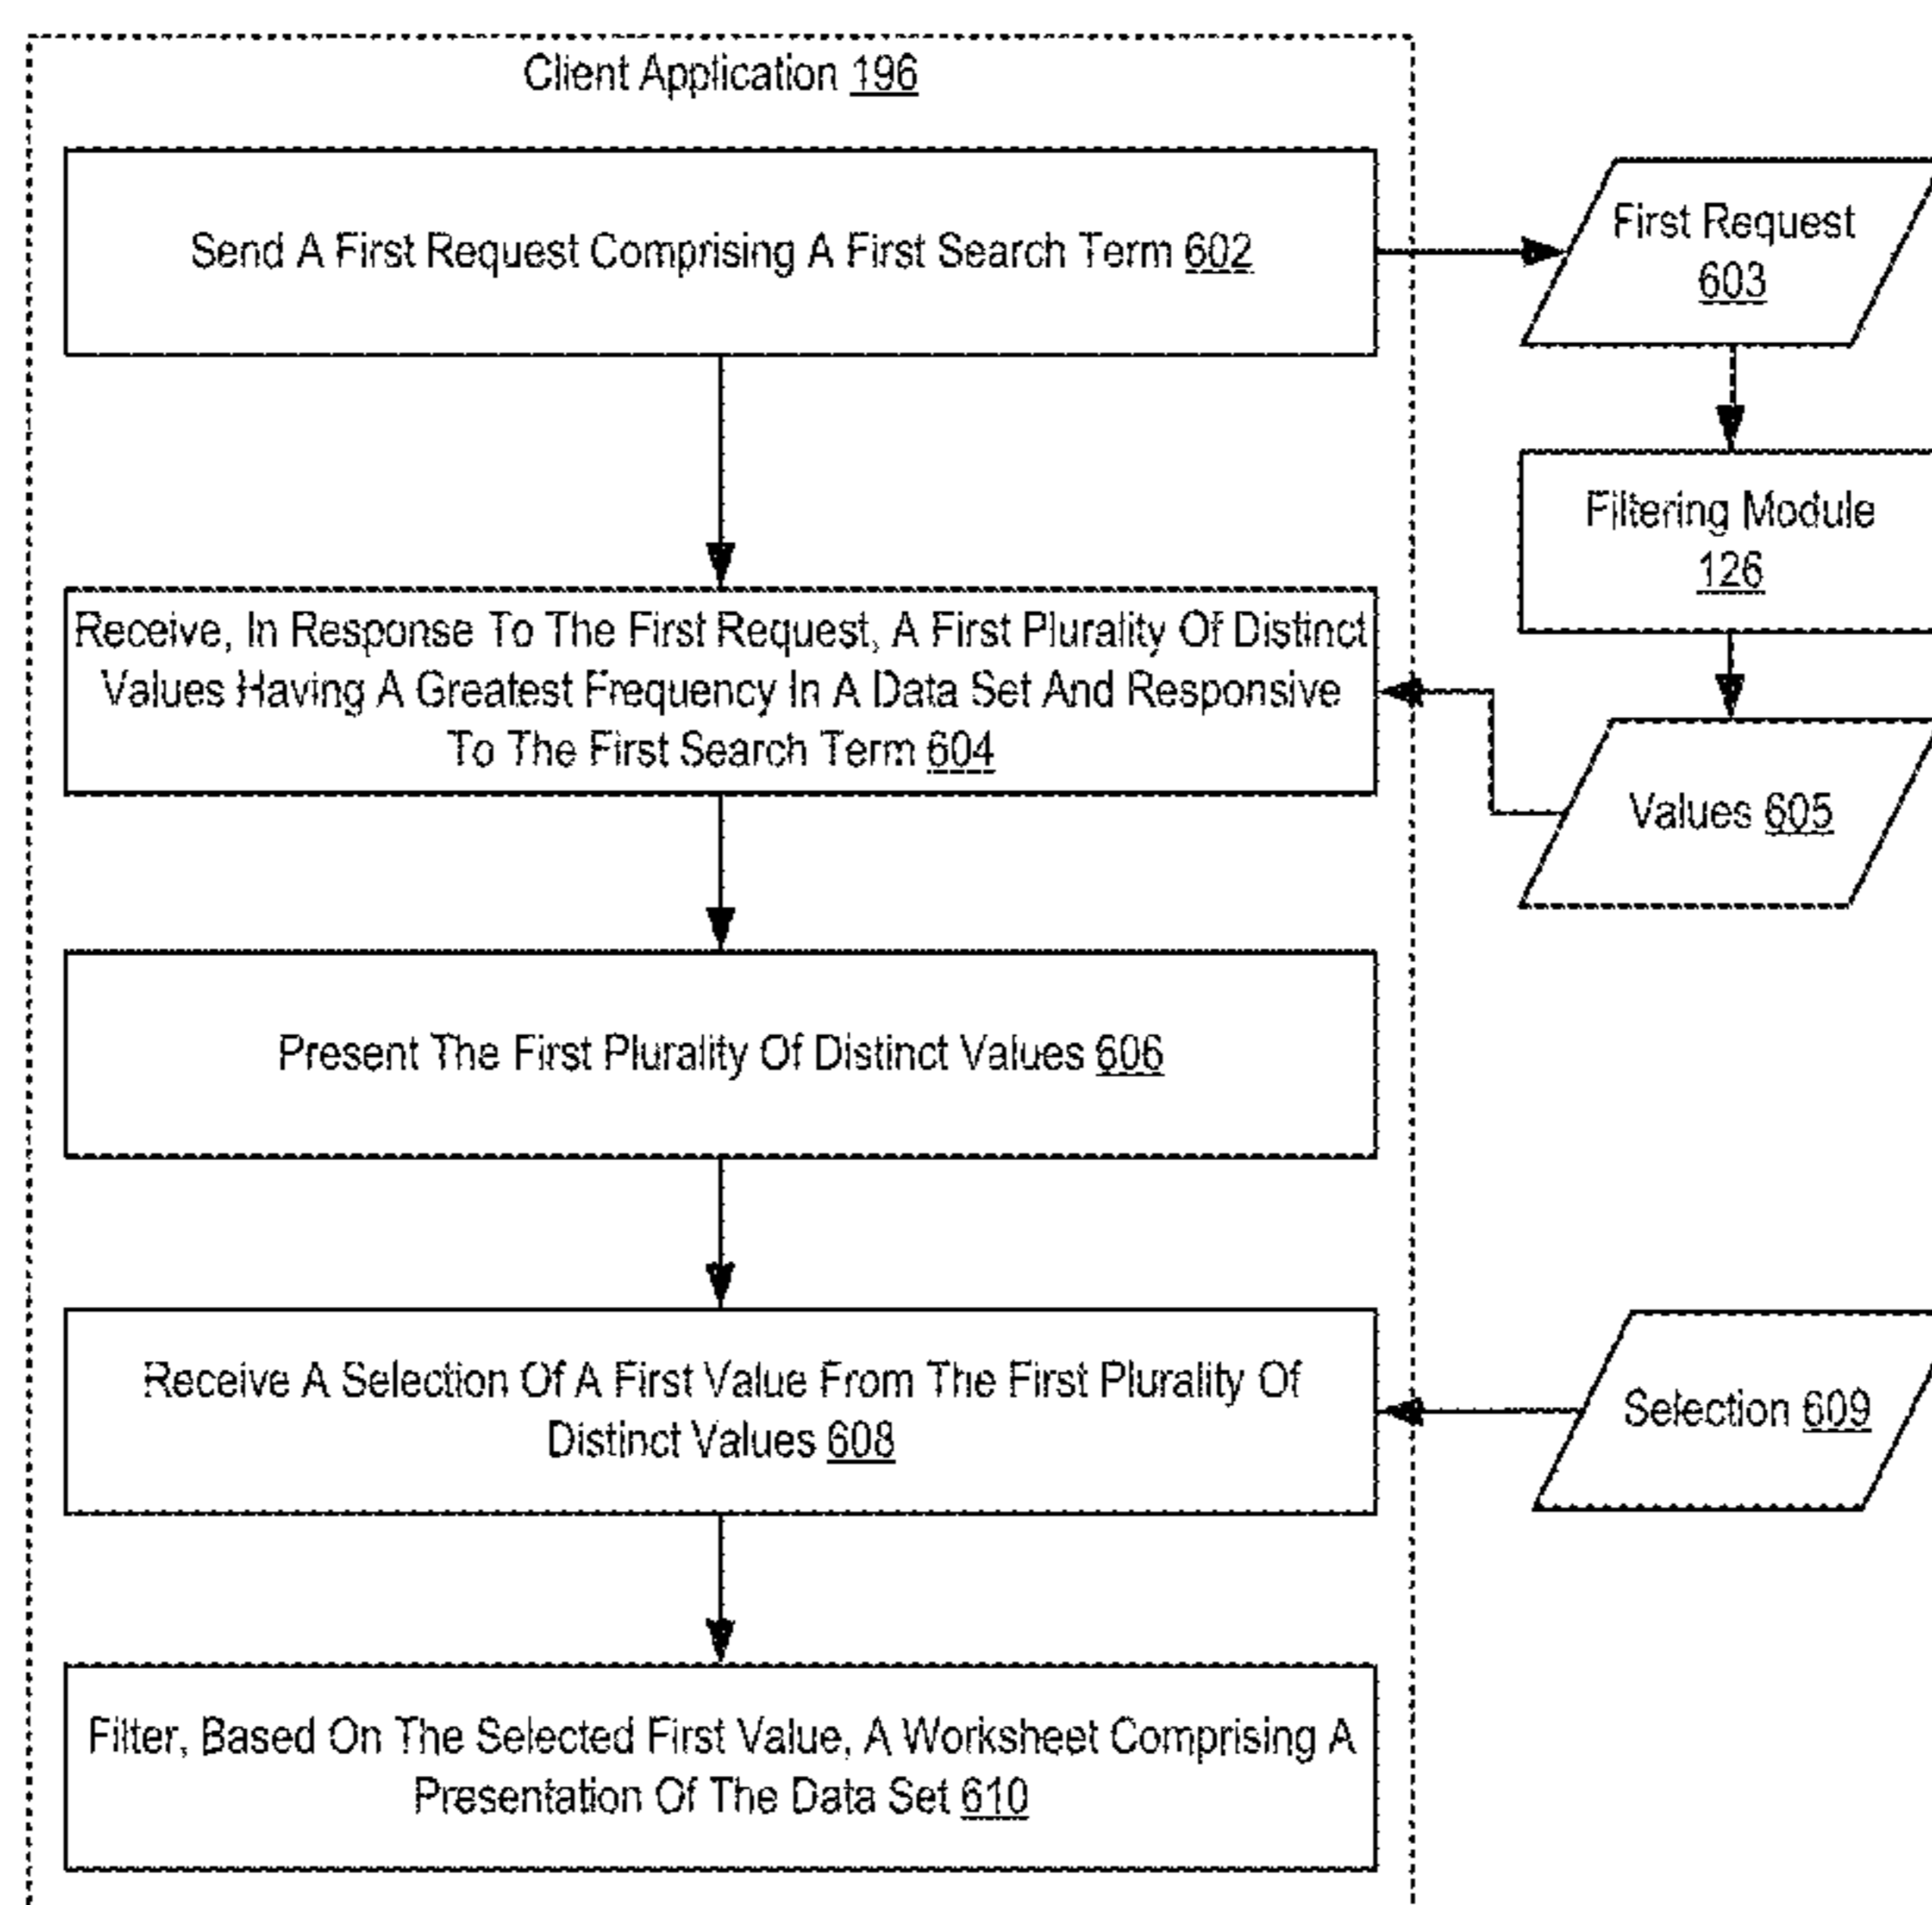 Client Application 196
Send A First Request Comprising A First Search Term 602
First Request
603
Filtering Module
126
Receive, In Response To The First Request, A First Plurality Of Distinct
Values Having A Greatest Frequency In A Data Set And Responsive
To The First Search Term 604
Values 605
Present The First Plurality Of Distinct Values 606
Receive A Selection Of A First Value From The First Plurality Of
Distinct Values 608
Selection 609
Filter, Based On The Selected First Value, A Worksheet Comprising A
Presentation Of The Data Set 610